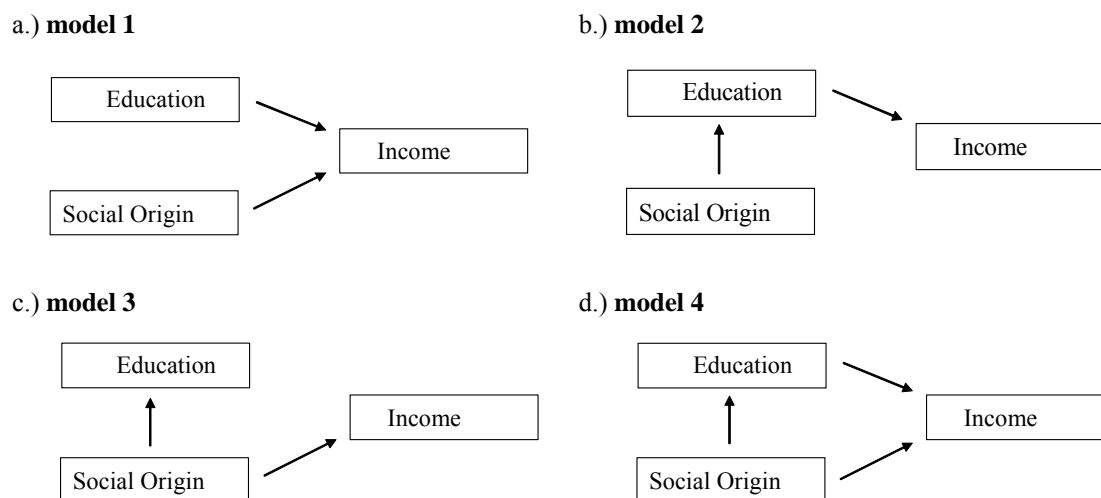 a.) model 1
Education
Income
Social Origin
b.) model 2
Education
Income
Social Origin
c.) model 3
Education
Income
Social Origin
d.) model 4
Education
Income
Social Origin